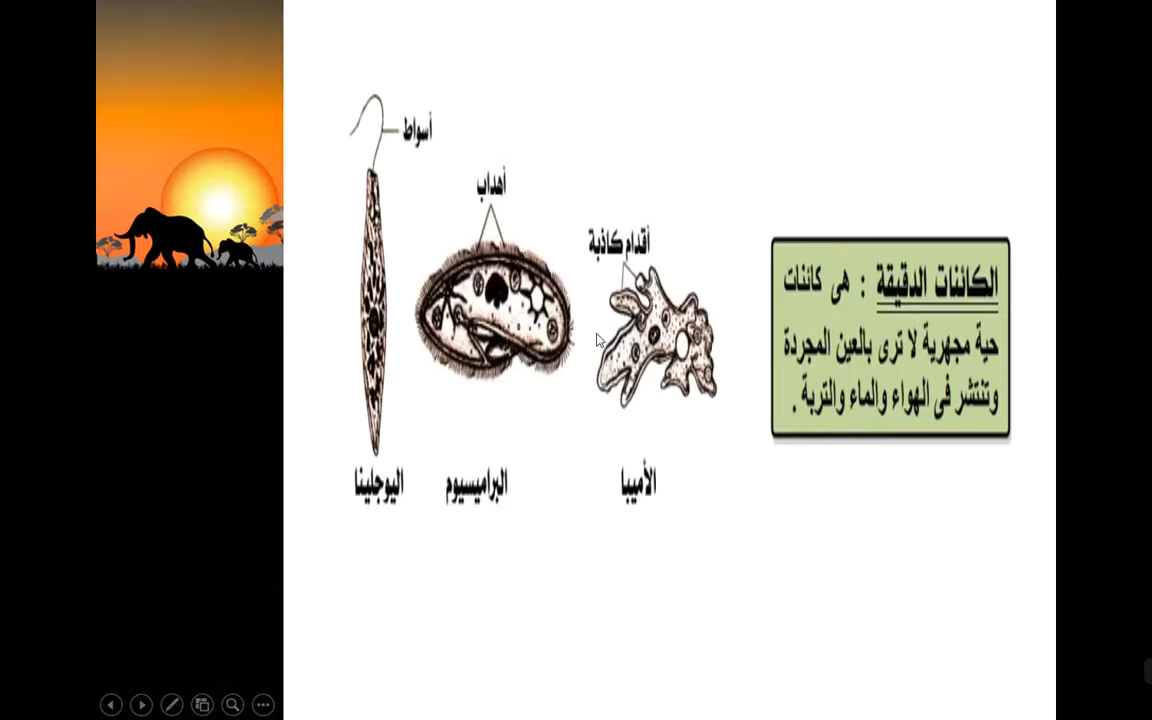 أسواط
أهداب
أقدام كاذبة
الكائنات الدقيقة : هى كائنات
حية مجهرية لا ترى بالعين المجردة
وتنتشر فى الهواء والماء والتربة .
الأميبا
البراميسيوم
اليوجلينا